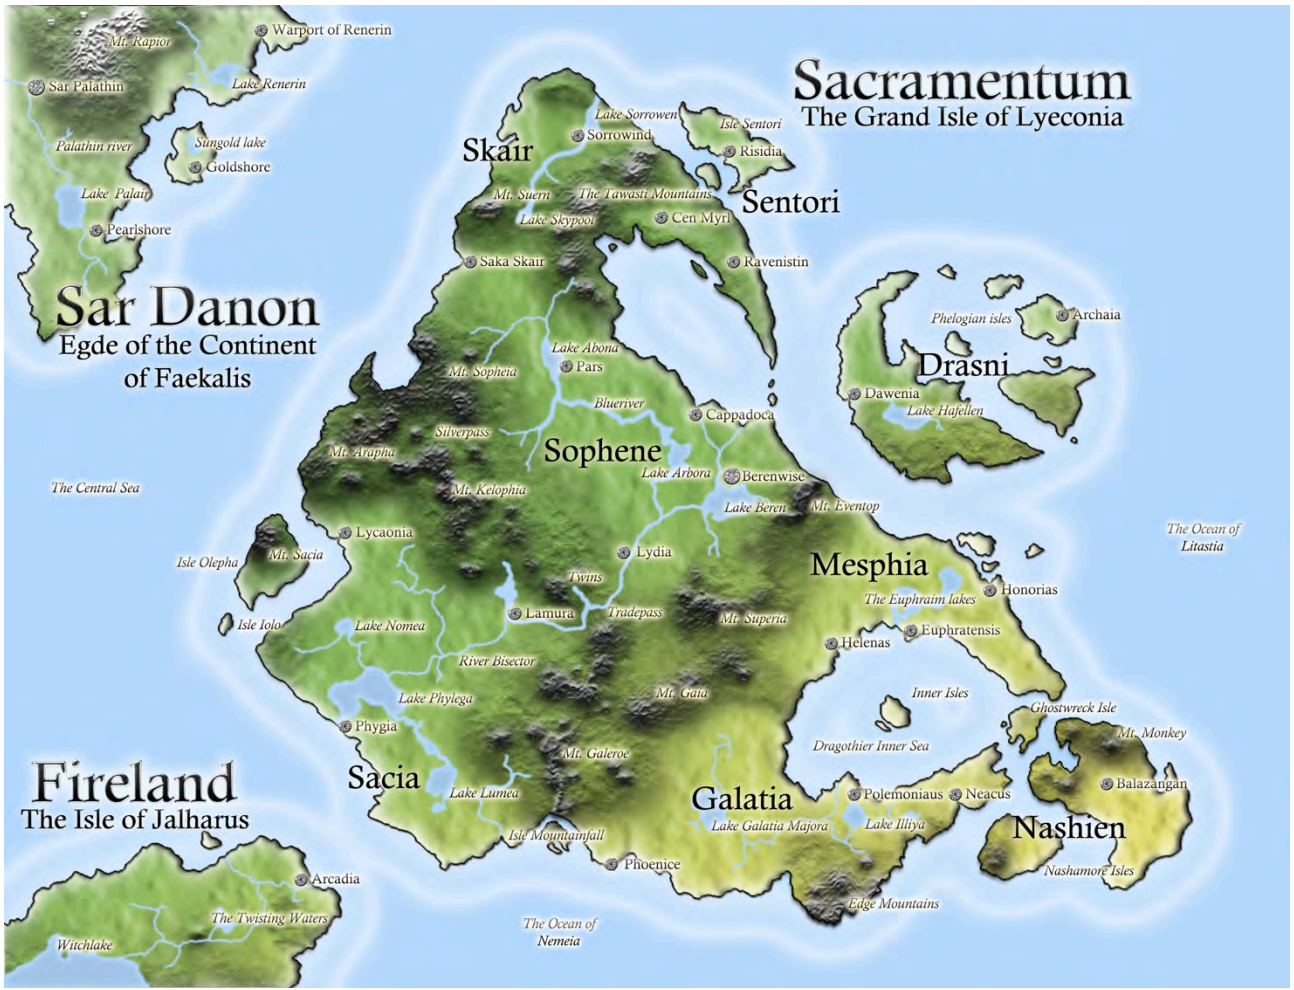 Warport of Renerin
Mt. Rapior
Lake Renerin
Sar Palathin
Palathin river
Sungold lake
Goldshore
Lake Palair
Pearlshore
Sar Danon
Egde of the Continent
of Faekalis
Sacramentum
The Grand Isle of Lyeconia
Lake Sorrowen
Sorrowind
Skair
Isle Sentori
Risidia
Sentori
Mt. Suern
The Tawasti Mountains
Lake Skypool
Cen Myrl
Saka Skair
Ravenistin
Phelogian isles
Archaia
Drasni
Dawenia
Lake Hafellen
Lake Abona
Pars
Mt. Sopheia
Blueriver
Cappadoca
Silverpass
Mt. Arapha
Sophene
Lake Arbora
Berenwise
Mt. Kelophia
Lake Beren
Mt. Eventop
The Central Sea
The Ocean of
Litastia
Lycaonia
Isle Olepha
Mt. Sacia
Lydia
Mesphia
Twins
Honorias
The Euphraim lakes
Lamura
Tradepass
Mt. Superia
Isle Iolo
Lake Nomea
Euphratensis
Helenas
River Bisector
Lake Phylega
Mt. Gaia
Inner Isles
Ghostwreck Isle
Phygia
Mt. Monkey
Dragothier Inner Sea
Mt. Galeroe
Sacia
Lake Lumea
Balazangan
Galatia
Polemoniaus
Neacus
Lake Galatia Majora
Lake Illiya
Nashien
Fireland
The Isle of Jalharus
Isle Mountainfall
Phoenice
Nashamore Isles
Arcadia
Edge Mountains
The Twisting Waters
The Ocean of
Nemeia
Witchlake